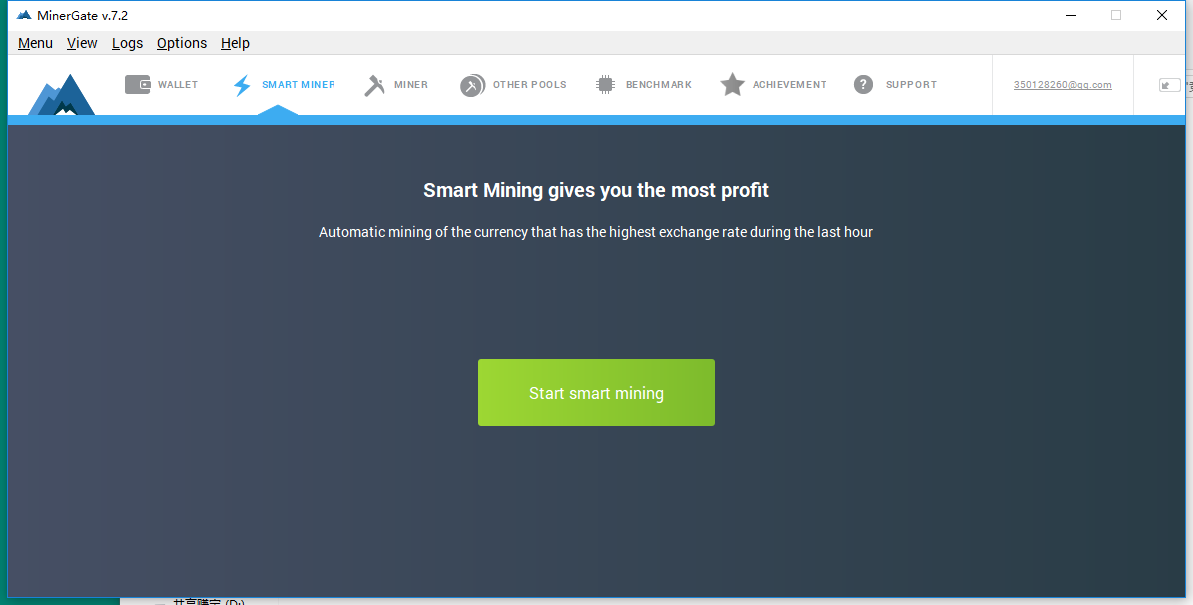 MinerGate v.7.2
Menu View Logs Options Help
WALLET SMART MINER MINER OTHER POOLS BENCHMARK ACHIEVEMENT SUPPORT 350128260@qq.com
Smart Mining gives you the most profit
Automatic mining of the currency that has the highest exchange rate during the last hour
Start smart mining